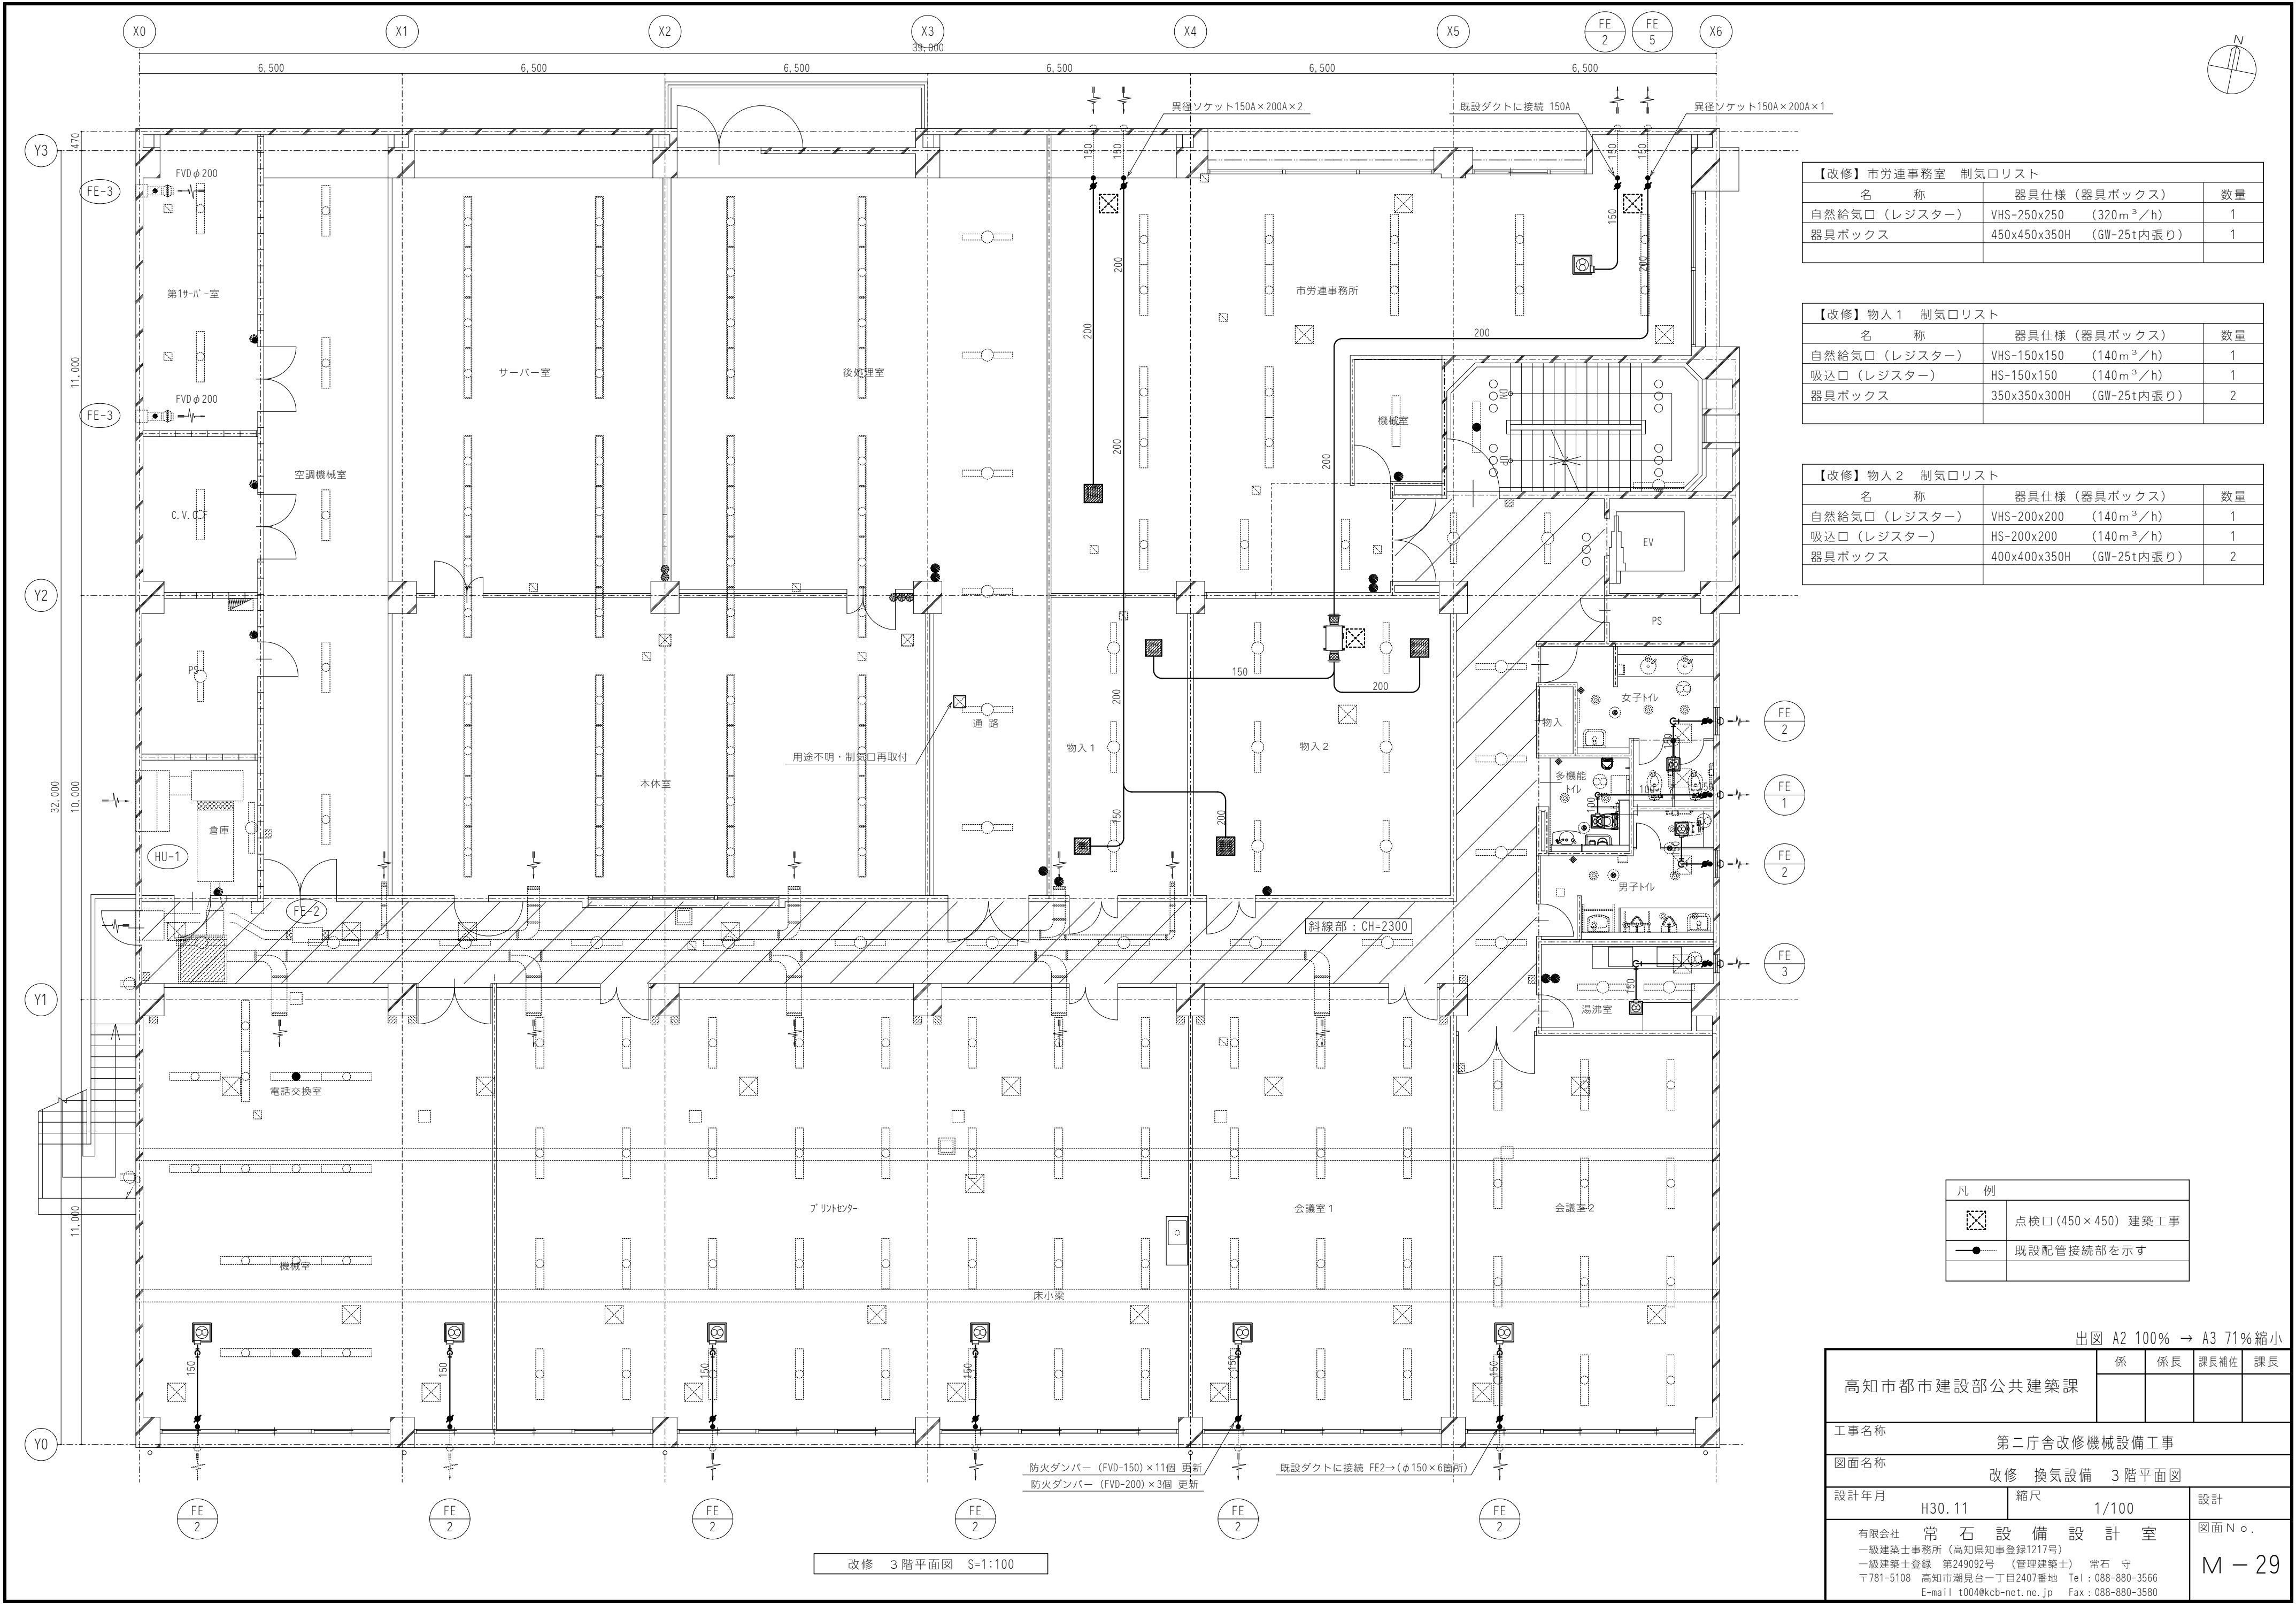 X0 X1 X2 X3 X4 X5 FE 2 FE 5 X6
N
39,000
6,500 6,500 6,500 6,500 6,500 6,500
異径ソケット150A×200A×2
既設ダクトに接続 150A
異径ソケット150A×200A×1
Y3
470
150 150 150 150
FE-3
FVDφ200
150
200
200
第1ｻｰﾊﾞｰ室
市労連事務所
200
200
11,000
サーバー室
後処理室
FVDφ200
FE-3
機械室
DN
UP
200
200
空調機械室
C.V.C.F
EV
Y2
PS
PS
150
200
200
女子ﾄｲﾚ
物入
FE
2
通 路
物入１
物入２
用途不明・制気口再取付
本体室
多機能
ﾄｲﾚ
100
100
150
FE
1
32,000
10,000
倉庫
HU-1
150
200
FE
2
男子ﾄｲﾚ
FE-2
斜線部：CH=2300
FE
3
Y1
150
湯沸室
電話交換室
ﾌﾟﾘﾝﾄｾﾝﾀｰ
会議室１
会議室２
11,000
機械室
床小梁
150 150 150 150 150 150
Y0
防火ダンパー（FVD-150）×11個 更新
防火ダンパー（FVD-200）×3個 更新
既設ダクトに接続 FE2→(φ150×6箇所)
FE
2
FE
2
FE
2
FE
2
FE
2
FE
2
改修　３階平面図　S=1:100
【改修】市労連事務室　制気口リスト
名　　称 器具仕様（器具ボックス） 数量
自然給気口（レジスター） VHS-250x250 （320m³／h） 1
器具ボックス 450x450x350H （GW-25t内張り） 1
【改修】物入１　制気口リスト
名　　称 器具仕様（器具ボックス） 数量
自然給気口（レジスター） VHS-150x150 （140m³／h） 1
吸込口（レジスター） HS-150x150 （140m³／h） 1
器具ボックス 350x350x300H （GW-25t内張り） 2
【改修】物入２　制気口リスト
名　　称 器具仕様（器具ボックス） 数量
自然給気口（レジスター） VHS-200x200 （140m³／h） 1
吸込口（レジスター） HS-200x200 （140m³／h） 1
器具ボックス 400x400x350H （GW-25t内張り） 2
凡　例
点検口(450×450) 建築工事
既設配管接続部を示す
出図 A2 100% → A3 71%縮小
高知市都市建設部公共建築課
係 係長 課長補佐 課長
工事名称
第二庁舎改修機械設備工事
図面名称
改修　換気設備　３階平面図
設計年月 H30.11 縮尺 1/100 設計
有限会社 常石設備設計室
一級建築士事務所（高知県知事登録1217号）
一級建築士登録　第249092号　（管理建築士）　常石　守
〒781-5108　高知市潮見台一丁目2407番地　Tel：088-880-3566
E-mail t004@kcb-net.ne.jp　Fax：088-880-3580
図面Ｎｏ.
Ｍ－29